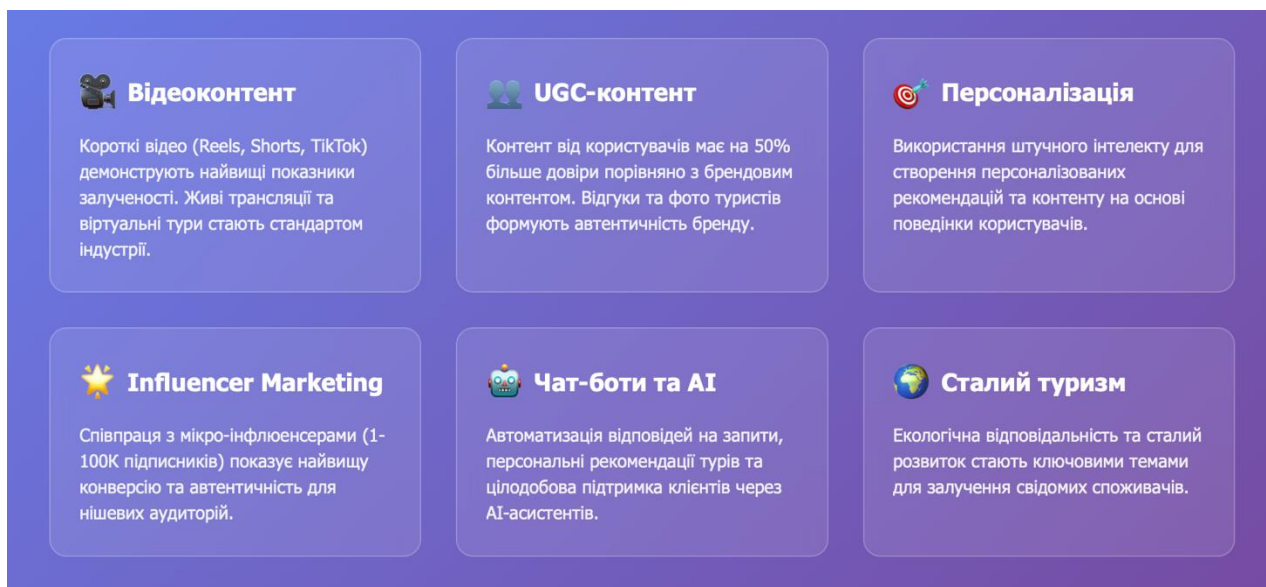 Відеоконтент
Короткі відео (Reels, Shorts, TikTok)
демонструють найвищі показники
залученості. Живі трансляції та
віртуальні тури стають стандартом
індустрії.
UGC-контент
Контент від користувачів має на 50%
більше довіри порівняно з брендовим
контентом. Відгуки та фото туристів
формують автентичність бренду.
Персоналізація
Використання штучного інтелекту для
створення персоналізованих
рекомендацій та контенту на основі
поведінки користувачів.
Influencer Marketing
Співпраця з мікро-інфлюенсерами (1-
100K підписників) показує найвищу
конверсію та автентичність для
нішевих аудиторій.
Чат-боти та AI
Автоматизація відповідей на запити,
персональні рекомендації турів та
цілодобова підтримка клієнтів через
AI-асистентів.
Сталий туризм
Екологічна відповідальність та сталий
розвиток стають ключовими темами
для залучення свідомих споживачів.